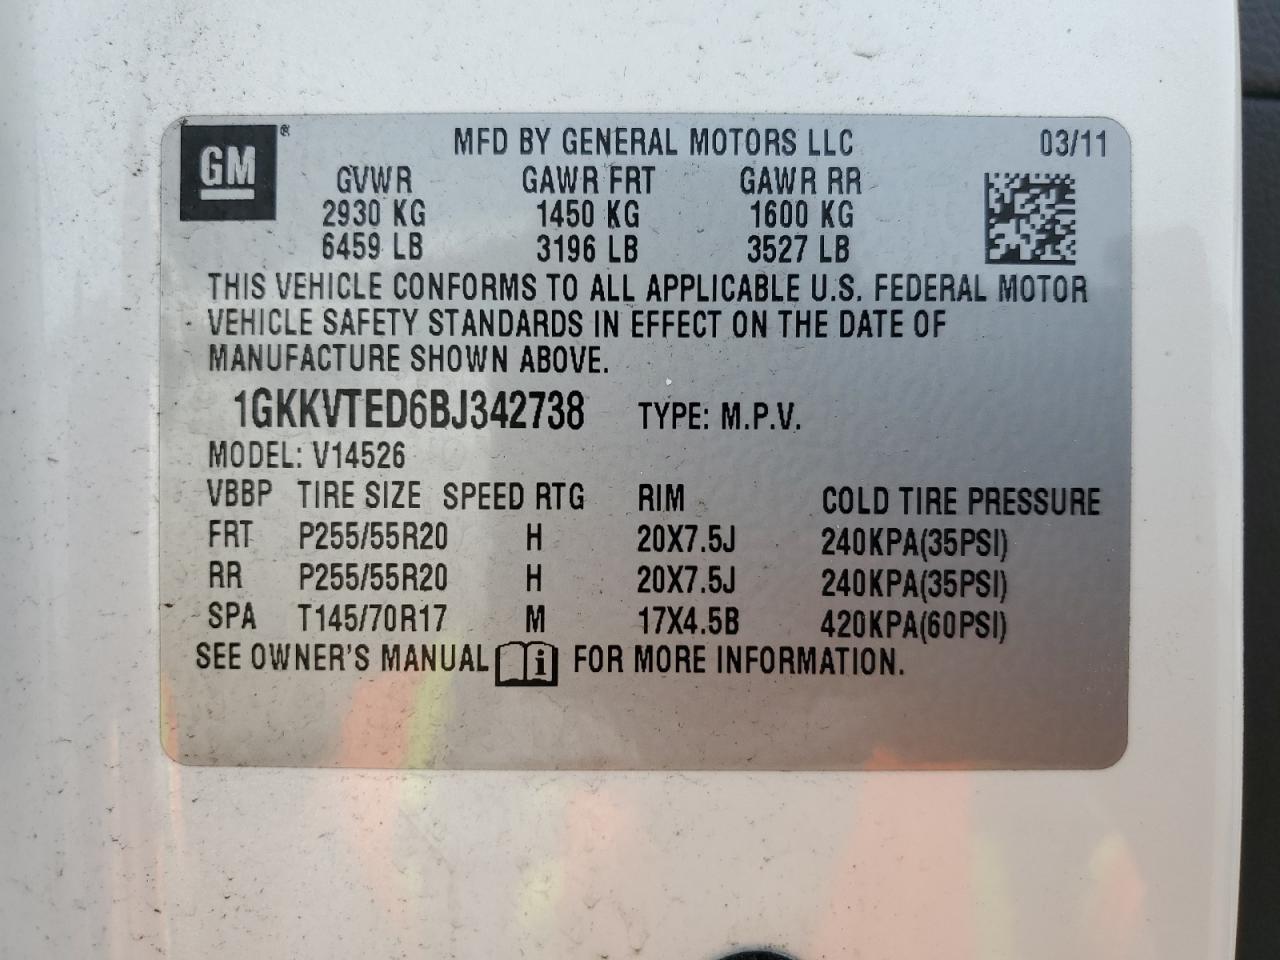 GM®
MFD BY GENERAL MOTORS LLC 03/11
GVWR GAWR FRT GAWR RR
2930 KG 1450 KG 1600 KG
6459 LB 3196 LB 3527 LB
THIS VEHICLE CONFORMS TO ALL APPLICABLE U.S. FEDERAL MOTOR
VEHICLE SAFETY STANDARDS IN EFFECT ON THE DATE OF
MANUFACTURE SHOWN ABOVE.
1GKKVTED6BJ342738 TYPE: M.P.V.
MODEL: V14526
VBBP TIRE SIZE SPEED RTG RIM COLD TIRE PRESSURE
FRT P255/55R20 H 20X7.5J 240KPA(35PSI)
RR P255/55R20 H 20X7.5J 240KPA(35PSI)
SPA T145/70R17 M 17X4.5B 420KPA(60PSI)
SEE OWNER'S MANUAL i FOR MORE INFORMATION.